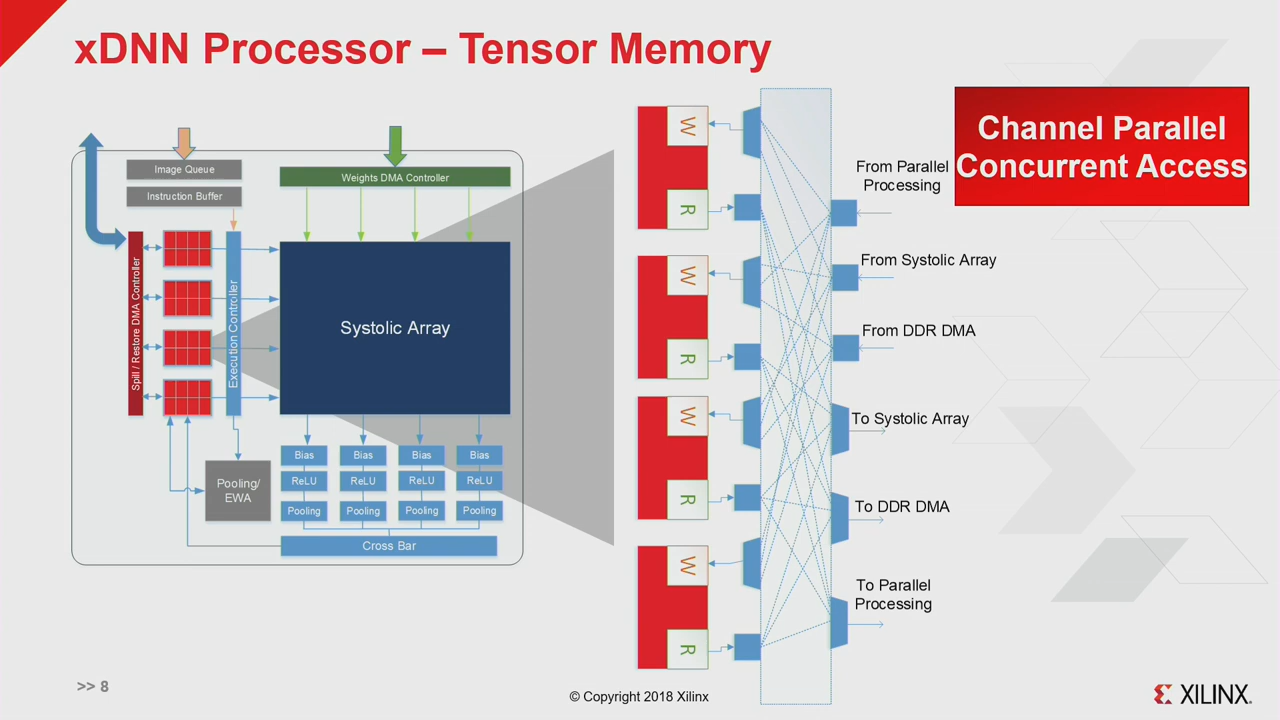 xDNN Processor – Tensor Memory
Channel Parallel
Concurrent Access
Image Queue
Instruction Buffer
Weights DMA Controller
Spill / Restore DMA Controller
Execution Controller
Systolic Array
Pooling/
EWA
Bias
Bias
Bias
Bias
ReLU
ReLU
ReLU
ReLU
Pooling
Pooling
Pooling
Pooling
Cross Bar
W
R
W
R
W
R
W
R
From Parallel
Processing
From Systolic Array
From DDR DMA
To Systolic Array
To DDR DMA
To Parallel
Processing
>> 8
© Copyright 2018 Xilinx
XILINX.